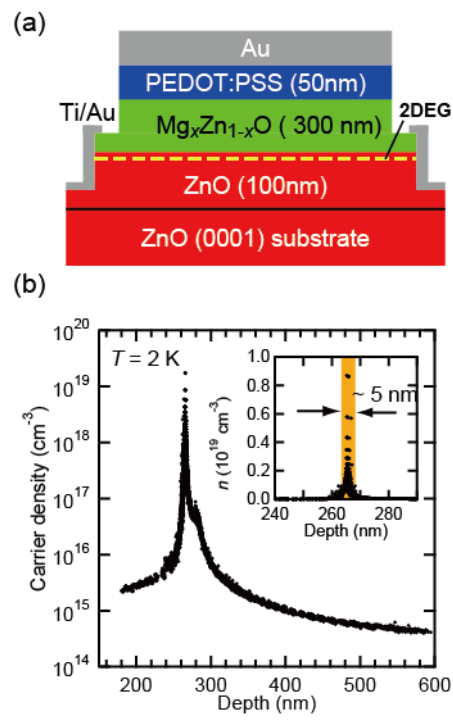 (a)
Au
PEDOT:PSS (50nm)
Ti/Au
MgxZn1-xO ( 300 nm)
2DEG
ZnO (100nm)
ZnO (0001) substrate
(b)
10^20
10^19
10^18
10^17
10^16
10^15
10^14
Carrier density (cm^-3)
T = 2 K
1.0
0.8
0.6
0.4
0.2
0.0
n (10^19 cm^-3)
~ 5 nm
240 260 280
Depth (nm)
200 300 400 500 600
Depth (nm)